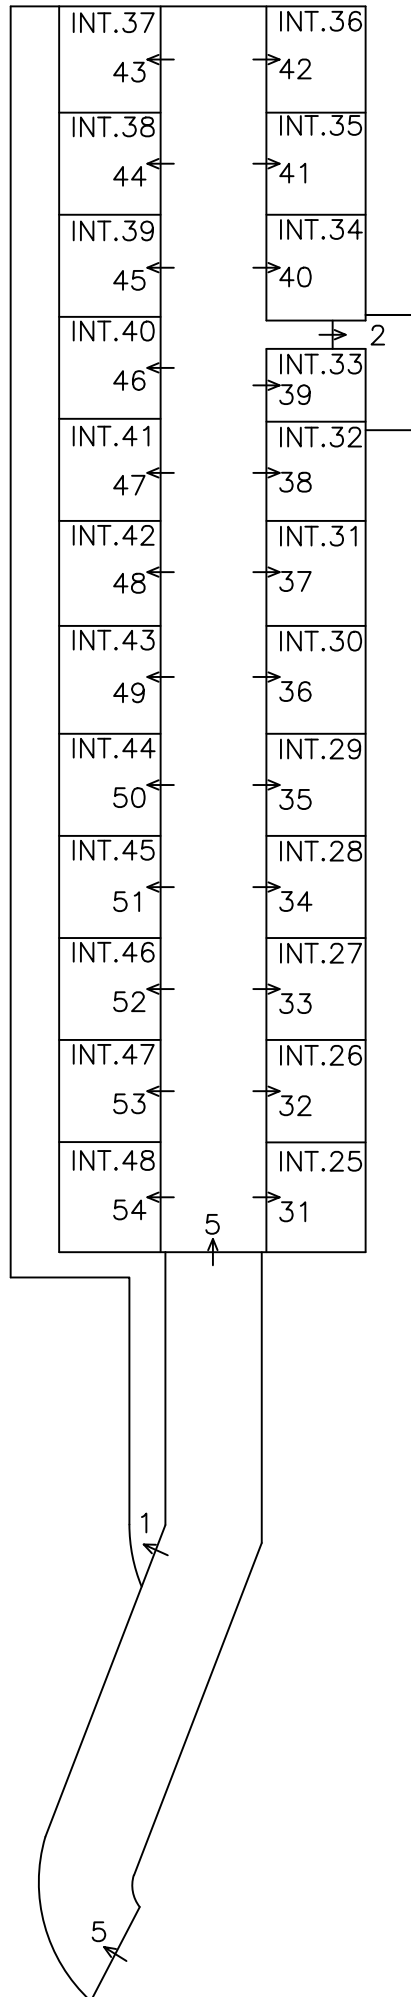 INT.37
43
INT.36
42
INT.38
44
INT.35
41
INT.39
45
INT.34
40
2
INT.40
46
INT.33
39
INT.41
47
INT.32
38
INT.42
48
INT.31
37
INT.43
49
INT.30
36
INT.44
50
INT.29
35
INT.45
51
INT.28
34
INT.46
52
INT.27
33
INT.47
53
INT.26
32
INT.48
54
INT.25
31
5
1
5